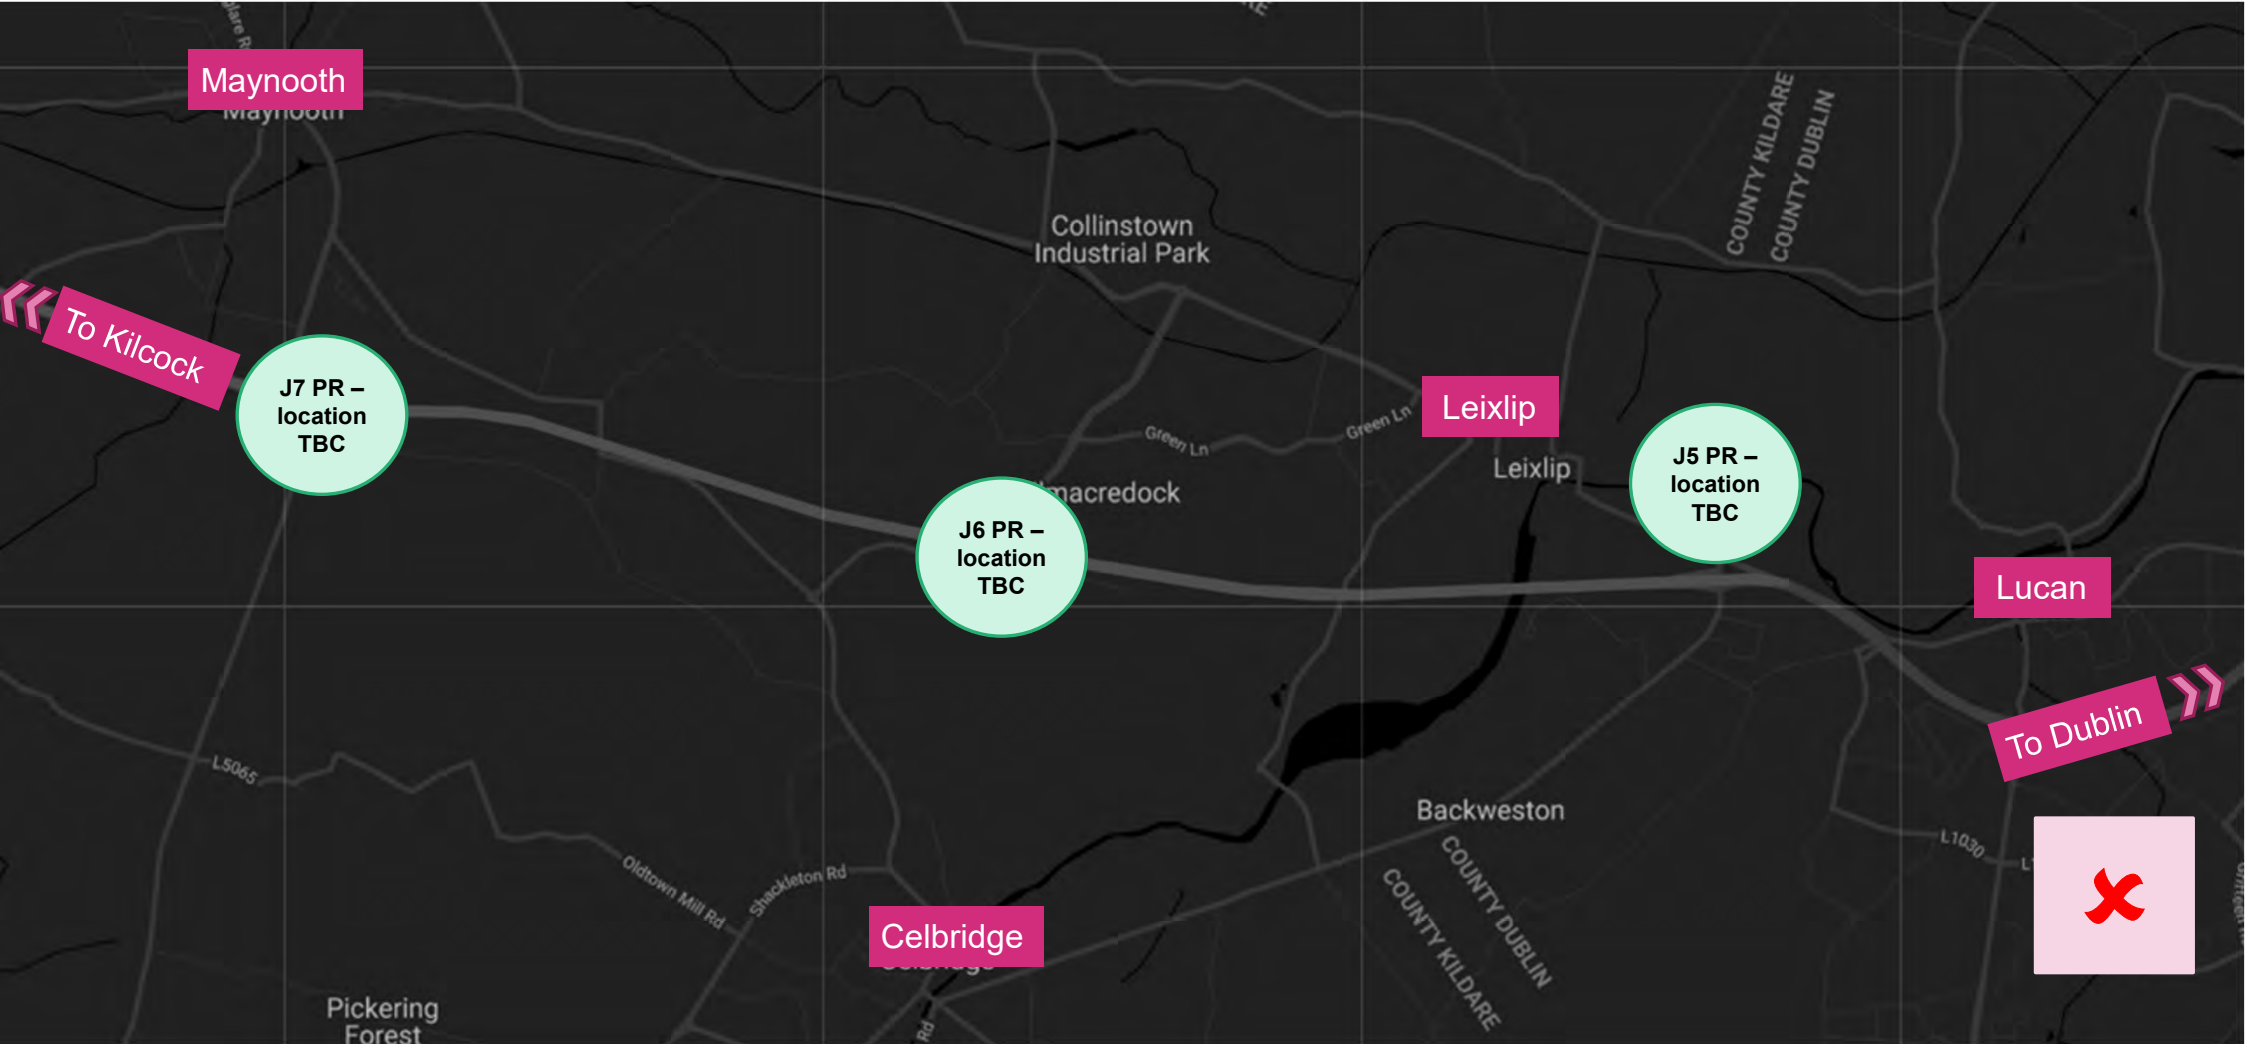 Maynooth
Maynooth
COUNTY KILDARE
COUNTY DUBLIN
Collinstown
Industrial Park
To Kilcock
J7 PR –
location
TBC
Green Ln
Green Ln
Leixlip
Leixlip
J5 PR –
location
TBC
J6 PR –
location
TBC
Lucan
To Dublin
L5065
Oldtown Mill Rd
Shackleton Rd
Backweston
COUNTY DUBLIN
COUNTY KILDARE
L1030
Celbridge
Celbridge
Rd
Pickering
Forest